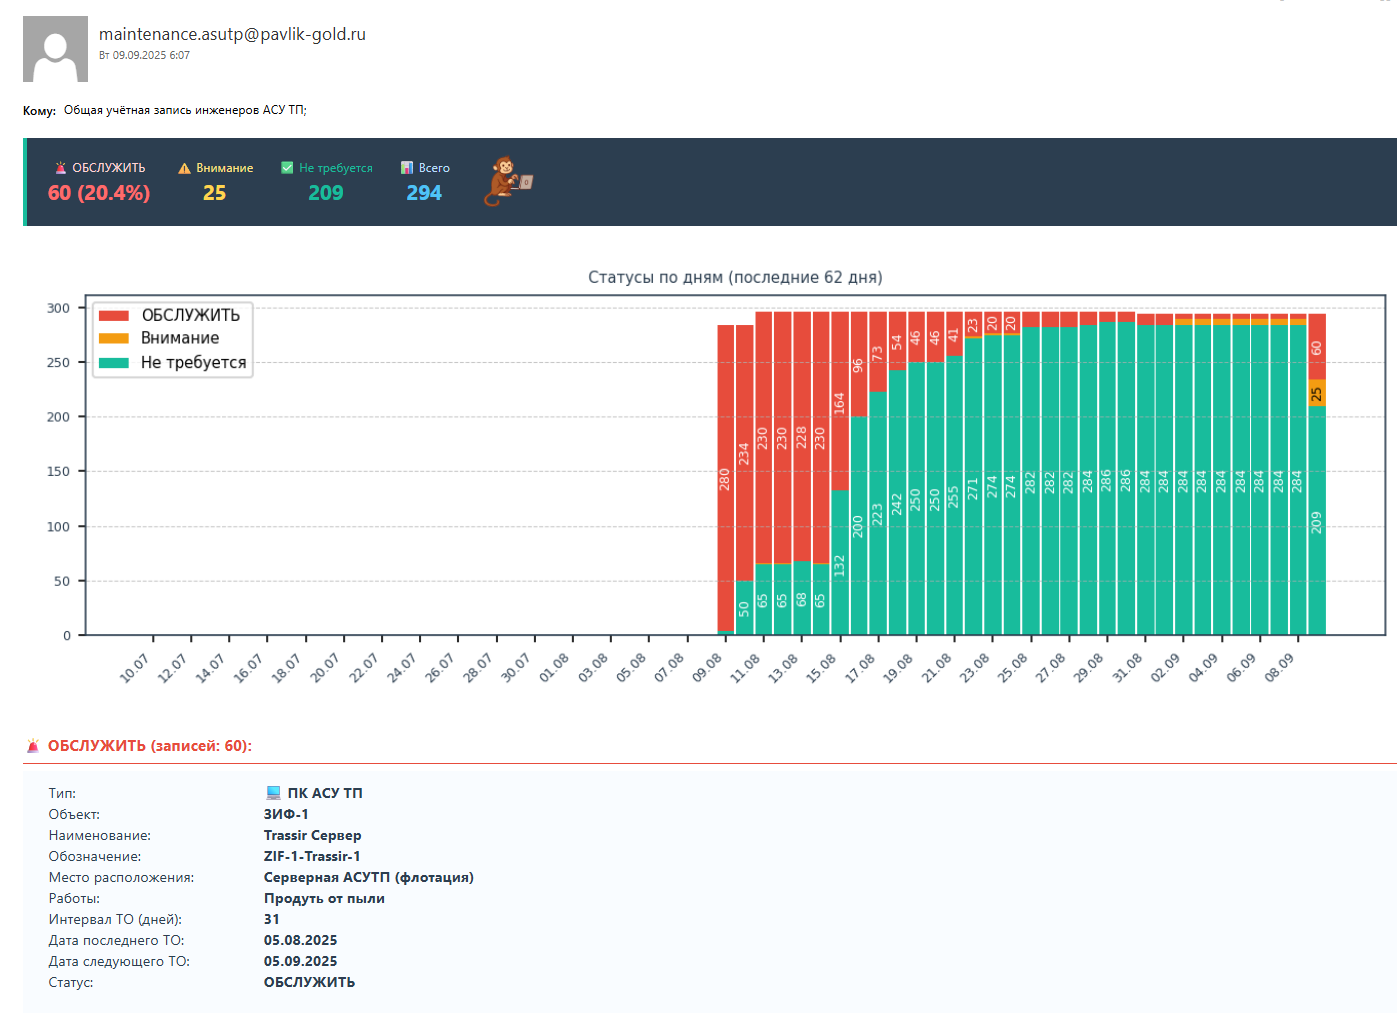 maintenance.asutp@pavlik-gold.ru
Вт 09.09.2025 6:07
Кому: Общая учётная запись инженеров АСУ ТП;
ОБСЛУЖИТЬ Внимание Не требуется Всего
60 (20.4%) 25 209 294
Статусы по дням (последние 62 дня)
ОБСЛУЖИТЬ
Внимание
Не требуется
300
250
200
150
100
50
0
280 234 230 230 228 230 164 96 73 54 46 46 41 23 20 20 60
25
50 65 65 68 65 132 200 223 242 250 250 255 271 274 274 282 282 282 284 286 286 284 284 284 284 284 284 284 284 284 209
10.07 12.07 14.07 16.07 18.07 20.07 22.07 24.07 26.07 28.07 30.07 01.08 03.08 05.08 07.08 09.08 11.08 13.08 15.08 17.08 19.08 21.08 23.08 25.08 27.08 29.08 31.08 02.09 04.09 06.09 08.09
ОБСЛУЖИТЬ (записей: 60):
Тип: ПК АСУ ТП
Объект: ЗИФ-1
Наименование: Trassir Сервер
Обозначение: ZIF-1-Trassir-1
Место расположения: Серверная АСУТП (флотация)
Работы: Продуть от пыли
Интервал ТО (дней): 31
Дата последнего ТО: 05.08.2025
Дата следующего ТО: 05.09.2025
Статус: ОБСЛУЖИТЬ